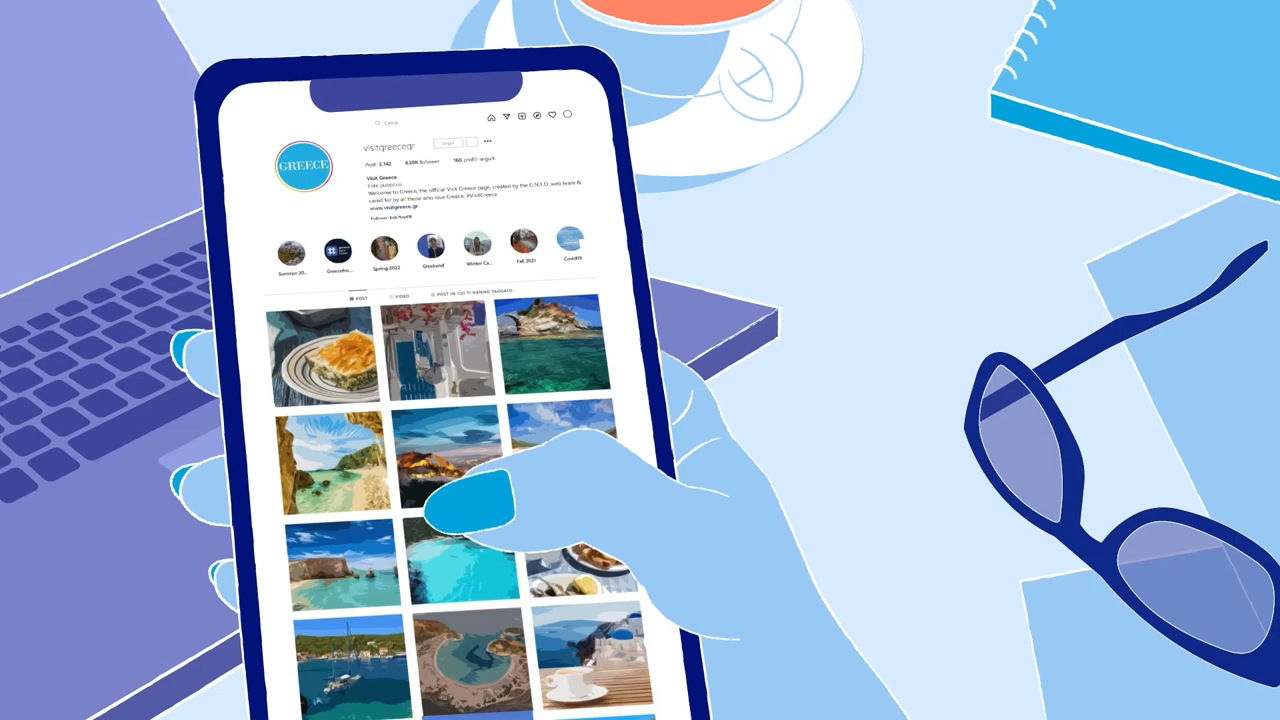 Cerca
GREECE
visitgreecegr
Segui
Post: 3,142 639K follower 160 profili seguiti
Visit Greece
Ente pubblico
Welcome to Greece, the official Visit Greece page, created by the G.N.T.O. web team &
cared for by all those who love Greece. #VisitGreece
www.visitgreece.gr
Follower:
Summer 20... Greecefro... Spring 2022 Greekend Winter Ca... Fall 2021 Covid19
POST VIDEO POST IN CUI TI HANNO TAGGATO